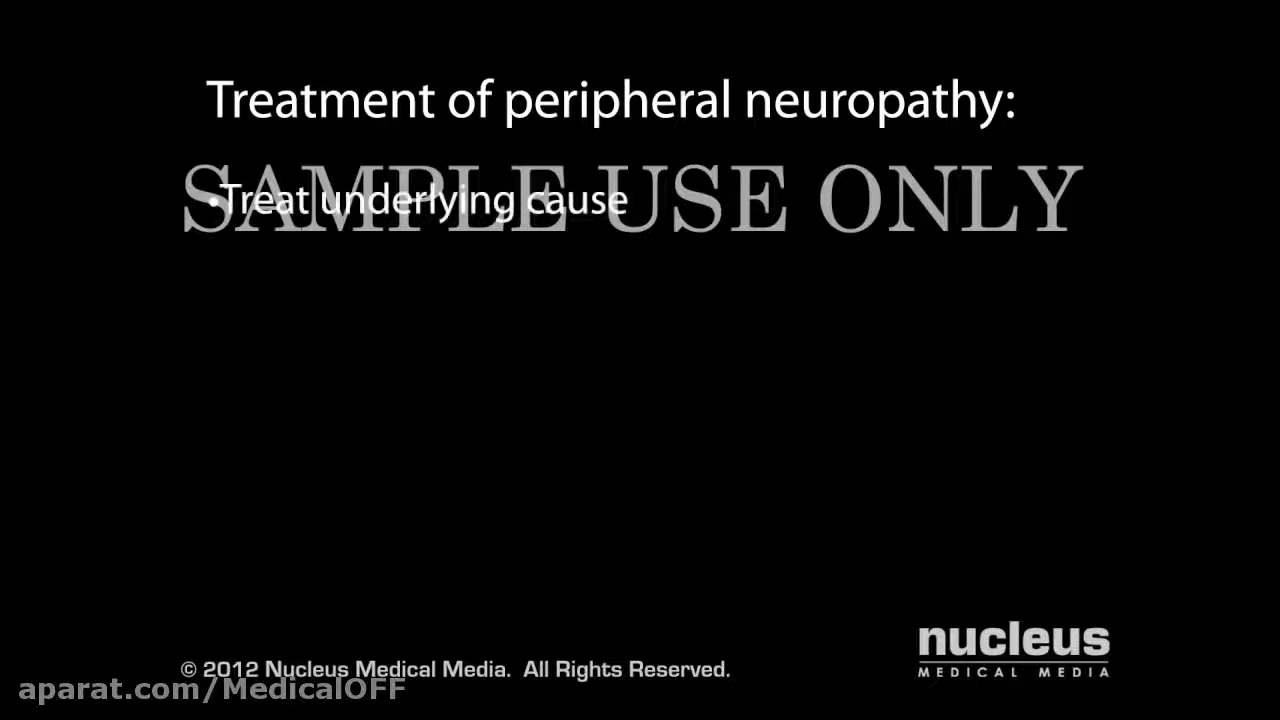 Treatment of peripheral neuropathy:
SAMPLE USE ONLY
•Treat underlying cause
nucleus
MEDICAL MEDIA
© 2012 Nucleus Medical Media. All Rights Reserved.
aparat.com/MedicalOFF